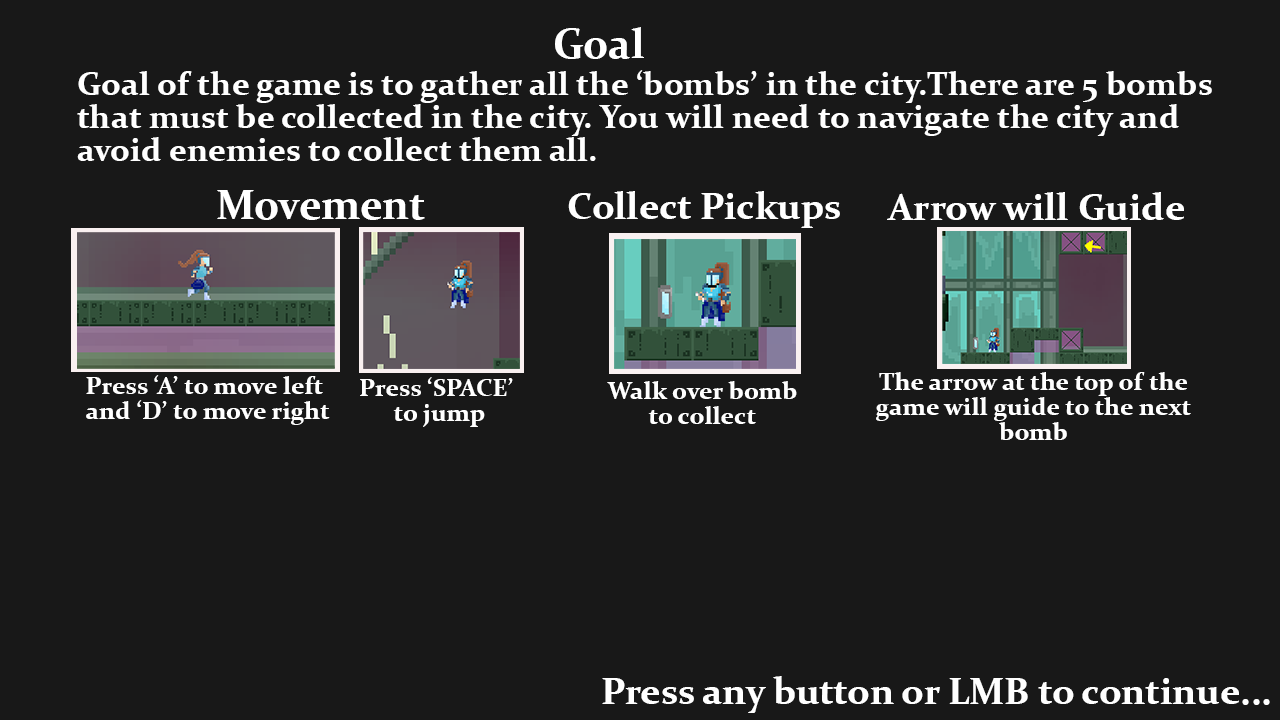 Goal
Goal of the game is to gather all the ‘bombs’ in the city.There are 5 bombs
that must be collected in the city. You will need to navigate the city and
avoid enemies to collect them all.
Movement
Press ‘A’ to move left
and ‘D’ to move right
Press ‘SPACE’
to jump
Collect Pickups
Walk over bomb
to collect
Arrow will Guide
The arrow at the top of the
game will guide to the next
bomb
Press any button or LMB to continue...